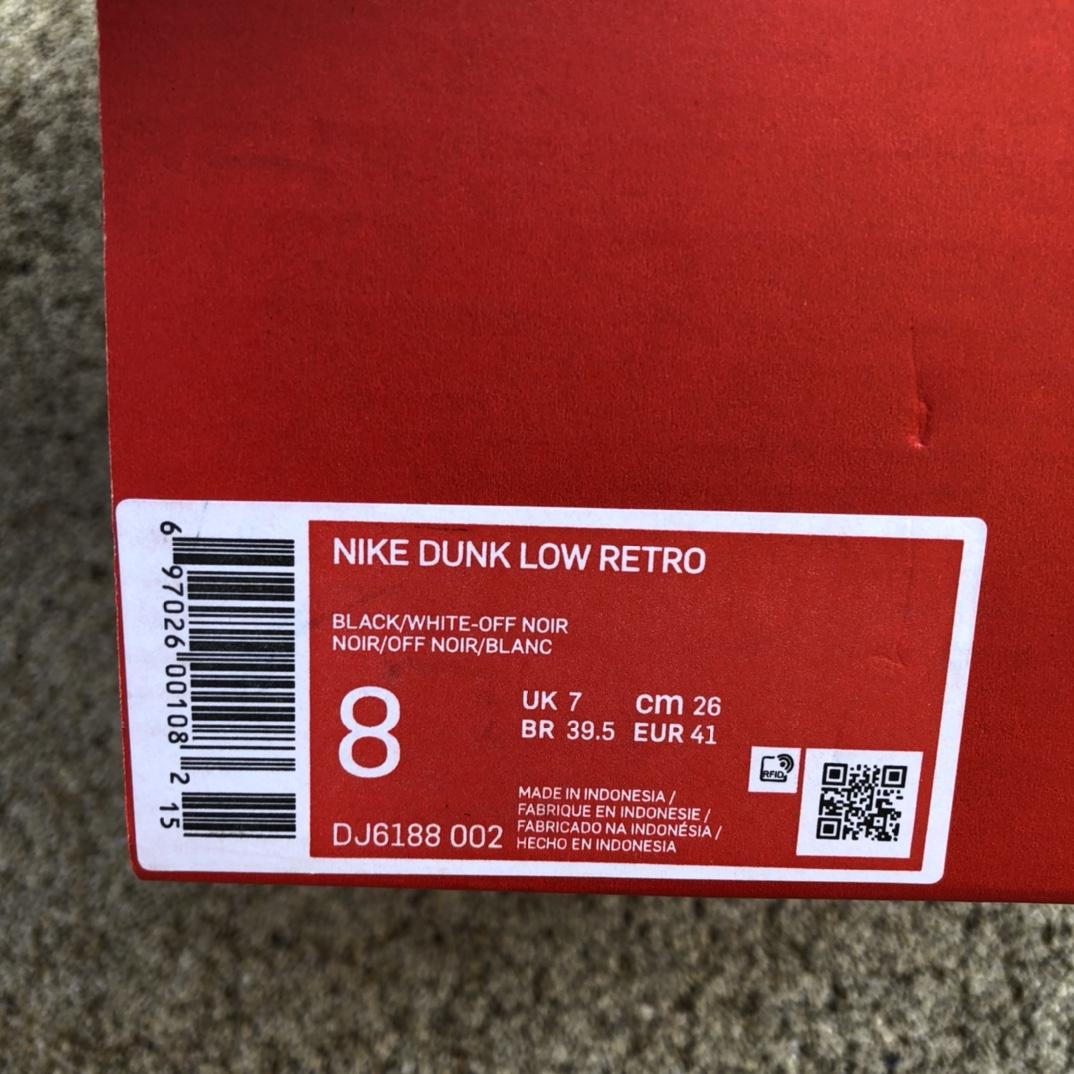 NIKE DUNK LOW RETRO
BLACK/WHITE-OFF NOIR
NOIR/OFF NOIR/BLANC
8
UK 7 cm 26
BR 39.5 EUR 41
RFID
MADE IN INDONESIA /
FABRIQUE EN INDONESIE /
FABRICADO NA INDONÉSIA /
HECHO EN INDONESIA
DJ6188 002
6 97026 00108 2 15